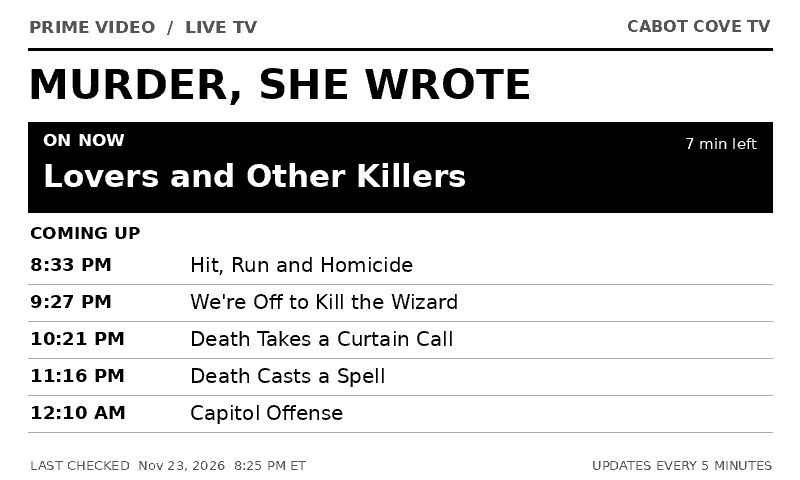 PRIME VIDEO / LIVE TV
CABOT COVE TV
MURDER, SHE WROTE
ON NOW
7 min left
Lovers and Other Killers
COMING UP
8:33 PM Hit, Run and Homicide
9:27 PM We're Off to Kill the Wizard
10:21 PM Death Takes a Curtain Call
11:16 PM Death Casts a Spell
12:10 AM Capitol Offense
LAST CHECKED Nov 23, 2026 8:25 PM ET
UPDATES EVERY 5 MINUTES